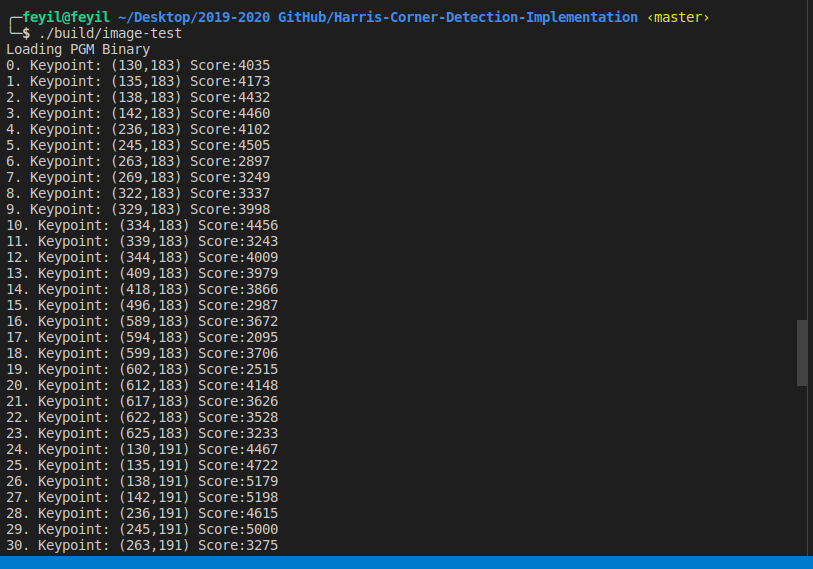 ╭─feyil@feyil ~/Desktop/2019-2020 GitHub/Harris-Corner-Detection-Implementation ‹master›
╰─$ ./build/image-test
Loading PGM Binary
0. Keypoint: (130,183) Score:4035
1. Keypoint: (135,183) Score:4173
2. Keypoint: (138,183) Score:4432
3. Keypoint: (142,183) Score:4460
4. Keypoint: (236,183) Score:4102
5. Keypoint: (245,183) Score:4505
6. Keypoint: (263,183) Score:2897
7. Keypoint: (269,183) Score:3249
8. Keypoint: (322,183) Score:3337
9. Keypoint: (329,183) Score:3998
10. Keypoint: (334,183) Score:4456
11. Keypoint: (339,183) Score:3243
12. Keypoint: (344,183) Score:4009
13. Keypoint: (409,183) Score:3979
14. Keypoint: (418,183) Score:3866
15. Keypoint: (496,183) Score:2987
16. Keypoint: (589,183) Score:3672
17. Keypoint: (594,183) Score:2095
18. Keypoint: (599,183) Score:3706
19. Keypoint: (602,183) Score:2515
20. Keypoint: (612,183) Score:4148
21. Keypoint: (617,183) Score:3626
22. Keypoint: (622,183) Score:3528
23. Keypoint: (625,183) Score:3233
24. Keypoint: (130,191) Score:4467
25. Keypoint: (135,191) Score:4722
26. Keypoint: (138,191) Score:5179
27. Keypoint: (142,191) Score:5198
28. Keypoint: (236,191) Score:4615
29. Keypoint: (245,191) Score:5000
30. Keypoint: (263,191) Score:3275